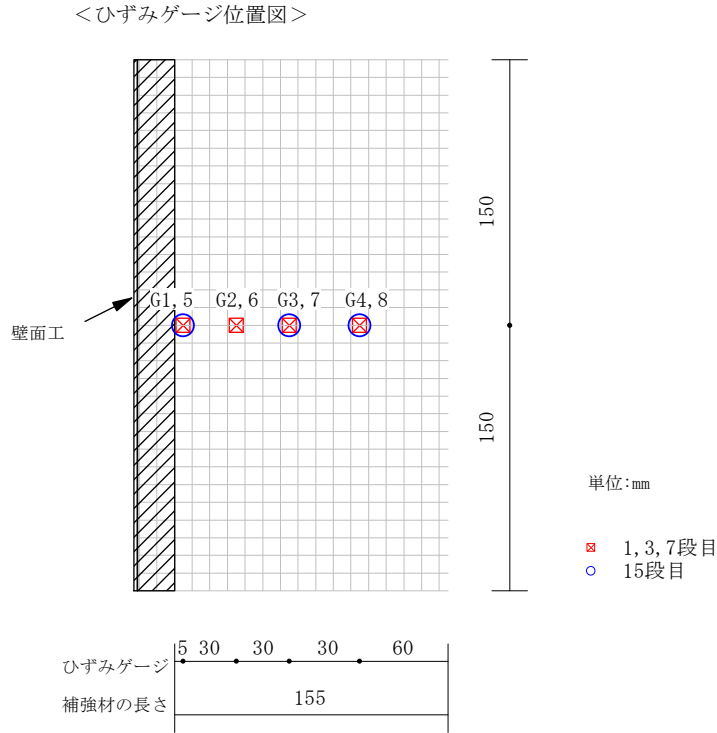 ＜ひずみゲージ位置図＞
150
G1,5 G2,6 G3,7 G4,8
壁面工
150
単位:mm
1,3,7段目
15段目
5 30 30 30 60
ひずみゲージ
補強材の長さ 155